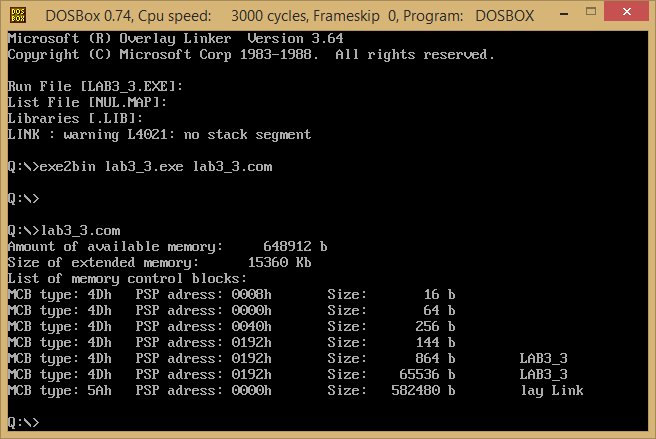 DOSBox 0.74, Cpu speed: 3000 cycles, Frameskip 0, Program: DOSBOX
Microsoft (R) Overlay Linker Version 3.64
Copyright (C) Microsoft Corp 1983-1988. All rights reserved.
Run File [LAB3_3.EXE]:
List File [NUL.MAP]:
Libraries [.LIB]:
LINK : warning L4021: no stack segment
Q:\>exe2bin lab3_3.exe lab3_3.com
Q:\>
Q:\>lab3_3.com
Amount of available memory: 648912 b
Size of extended memory: 15360 Kb
List of memory control blocks:
MCB type: 4Dh PSP adress: 0008h Size: 16 b
MCB type: 4Dh PSP adress: 0000h Size: 64 b
MCB type: 4Dh PSP adress: 0040h Size: 256 b
MCB type: 4Dh PSP adress: 0192h Size: 144 b
MCB type: 4Dh PSP adress: 0192h Size: 864 b LAB3_3
MCB type: 4Dh PSP adress: 0192h Size: 65536 b LAB3_3
MCB type: 5Ah PSP adress: 0000h Size: 582480 b lay Link
Q:\>